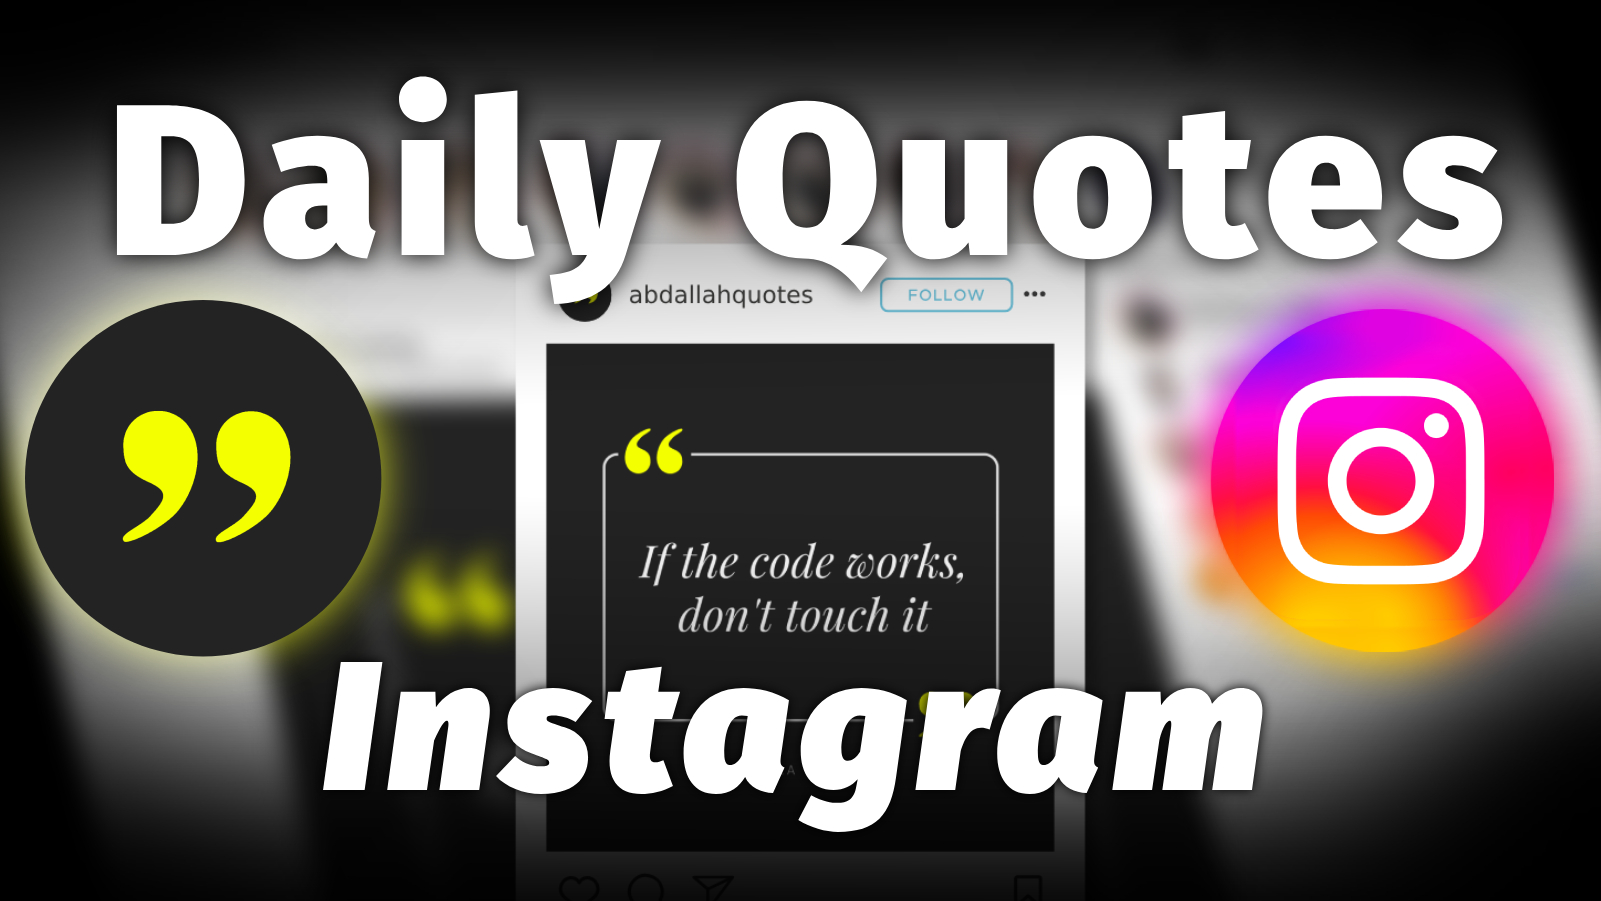 Daily Quotes
abdallahquotes
FOLLOW
“
If the code works,
don't touch it
Instagram